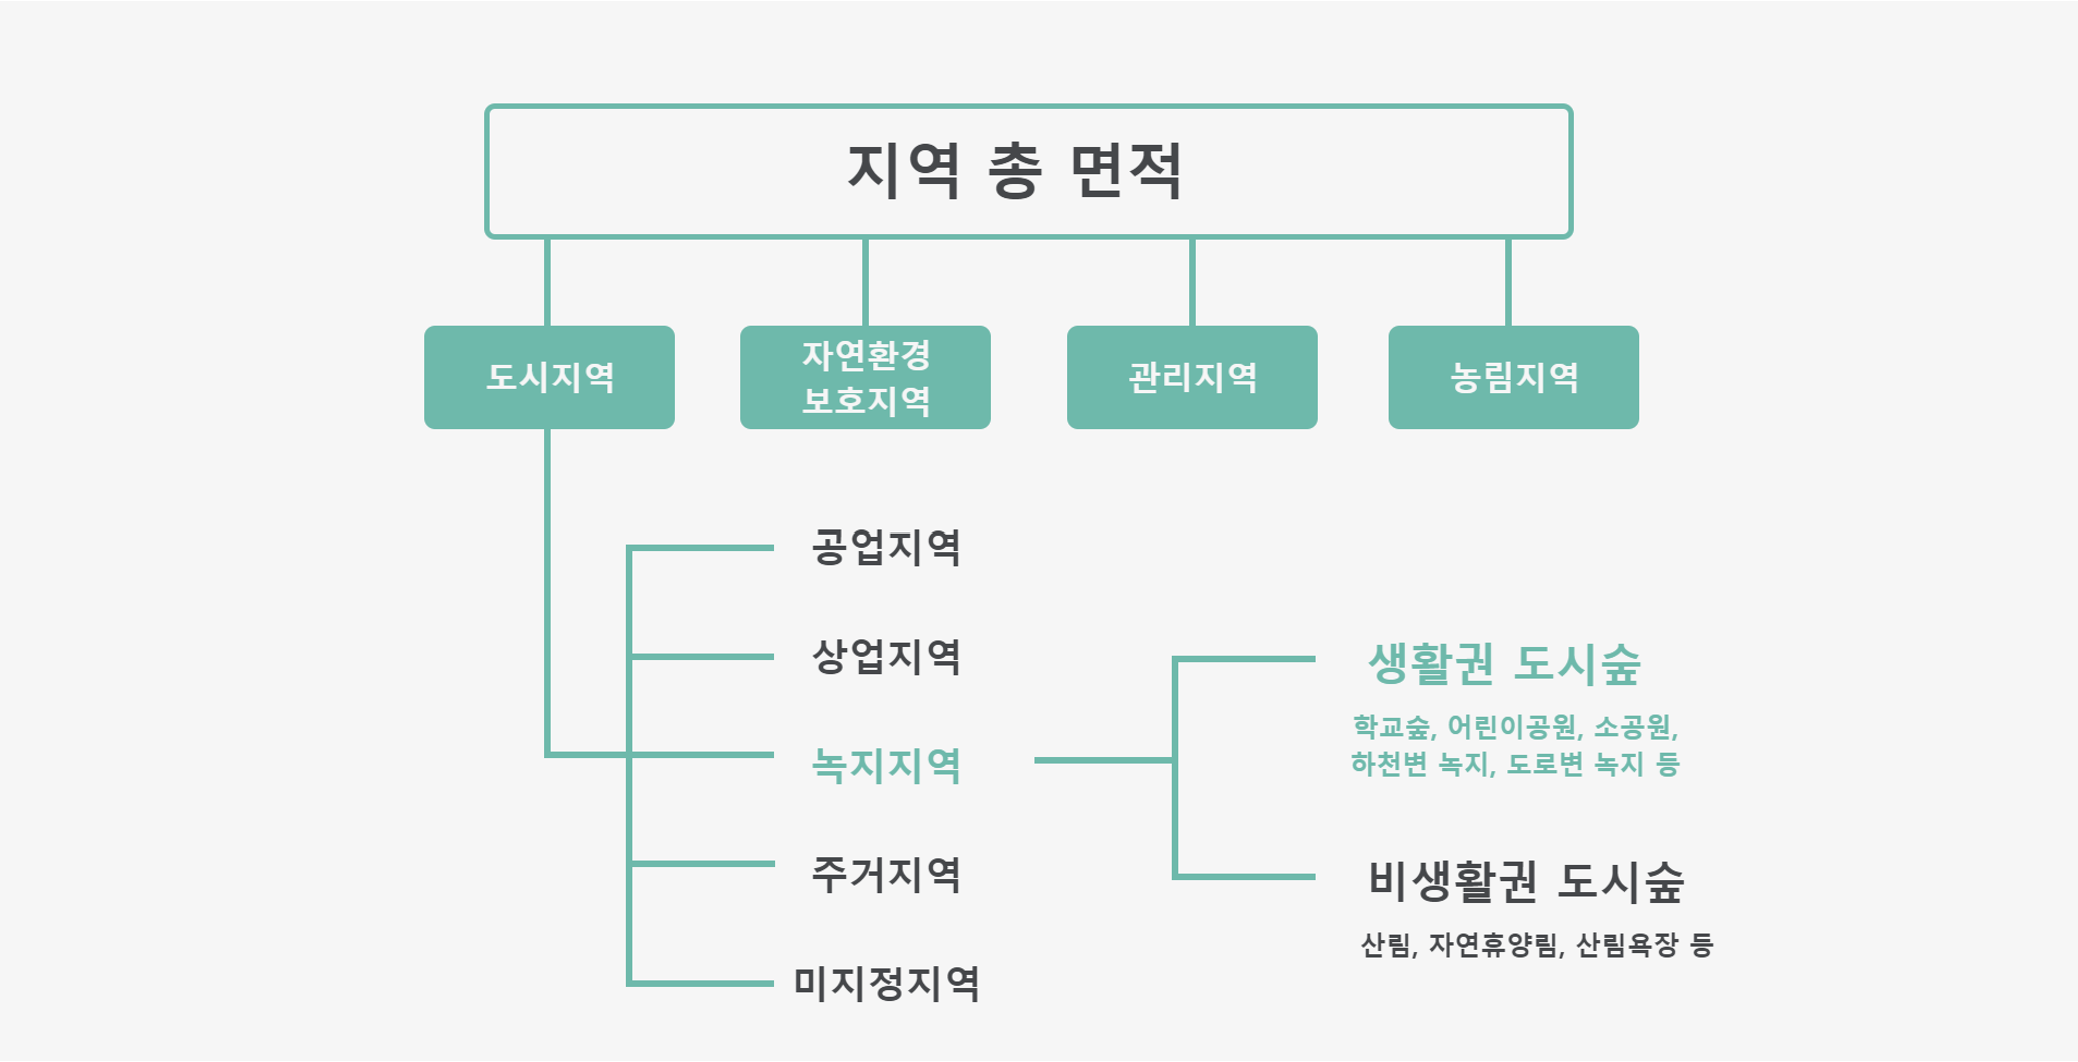 지역 총 면적
도시지역
자연환경
보호지역
관리지역
농림지역
공업지역
상업지역
녹지지역
주거지역
미지정지역
생활권 도시숲
학교숲, 어린이공원, 소공원,
하천변 녹지, 도로변 녹지 등
비생활권 도시숲
산림, 자연휴양림, 산림욕장 등